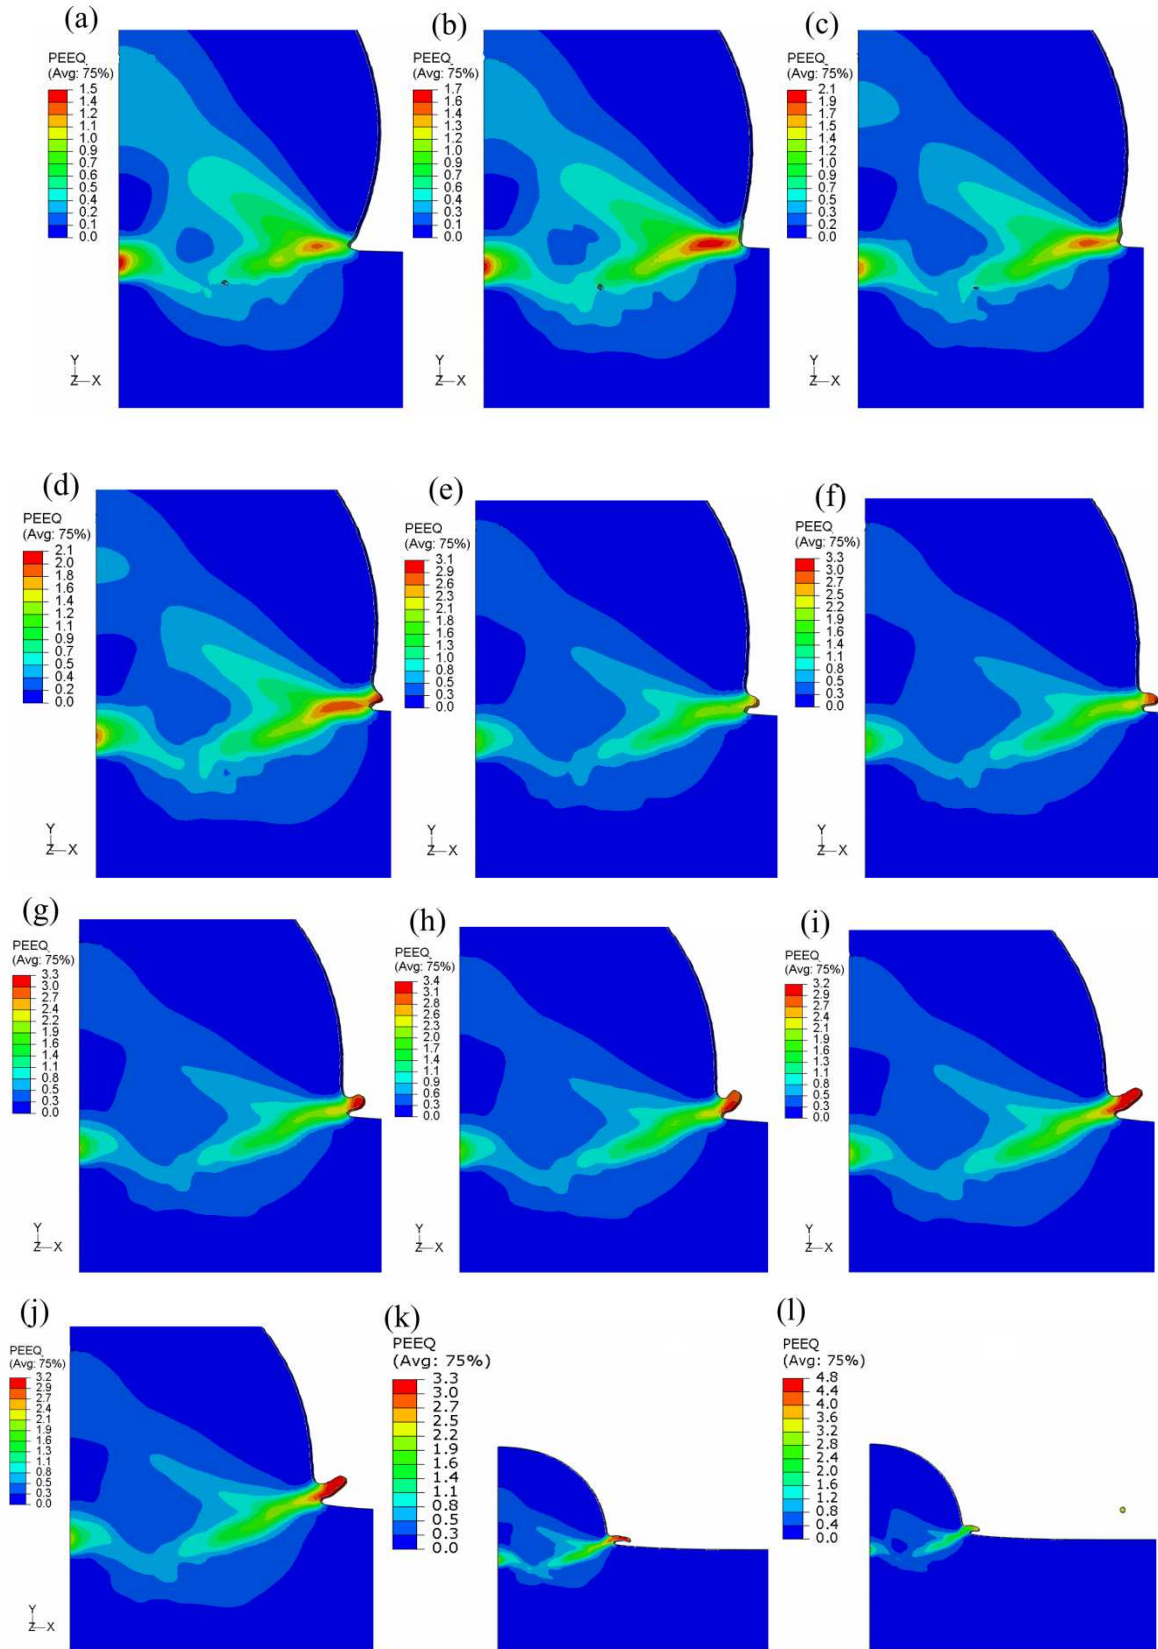 (a)
PEEQ
(Avg: 75%)
1.5
1.4
1.2
1.1
1.0
0.9
0.7
0.6
0.5
0.4
0.2
0.1
0.0
Y
Z X
(b)
PEEQ
(Avg: 75%)
1.7
1.6
1.4
1.3
1.2
1.0
0.9
0.7
0.6
0.4
0.3
0.1
0.0
Y
Z X
(c)
PEEQ
(Avg: 75%)
2.1
1.9
1.7
1.5
1.4
1.2
1.0
0.9
0.7
0.5
0.3
0.2
0.0
Y
Z X
(d)
PEEQ
(Avg: 75%)
2.1
2.0
1.8
1.6
1.4
1.2
1.1
0.9
0.7
0.5
0.4
0.2
0.0
Y
Z X
(e)
PEEQ
(Avg: 75%)
3.1
2.9
2.6
2.3
2.1
1.8
1.6
1.3
1.0
0.8
0.5
0.3
0.0
Y
Z X
(f)
PEEQ
(Avg: 75%)
3.3
3.0
2.7
2.5
2.2
1.9
1.6
1.4
1.1
0.8
0.5
0.3
0.0
Y
Z X
(g)
PEEQ
(Avg: 75%)
3.3
3.0
2.7
2.4
2.2
1.9
1.6
1.4
1.1
0.8
0.5
0.3
0.0
Y
Z X
(h)
PEEQ
(Avg: 75%)
3.4
3.1
2.8
2.6
2.3
2.0
1.7
1.4
1.1
0.9
0.6
0.3
0.0
Y
Z X
(i)
PEEQ
(Avg: 75%)
3.2
2.9
2.7
2.4
2.1
1.9
1.6
1.3
1.1
0.8
0.5
0.3
0.0
Y
Z X
(j)
PEEQ
(Avg: 75%)
3.2
2.9
2.7
2.4
2.1
1.9
1.6
1.3
1.1
0.8
0.5
0.3
0.0
Y
Z X
(k)
PEEQ
(Avg: 75%)
3.3
3.0
2.7
2.5
2.2
1.9
1.6
1.4
1.1
0.8
0.5
0.3
0.0
(l)
PEEQ
(Avg: 75%)
4.8
4.4
4.0
3.6
3.2
2.8
2.4
2.0
1.6
1.2
0.8
0.4
0.0